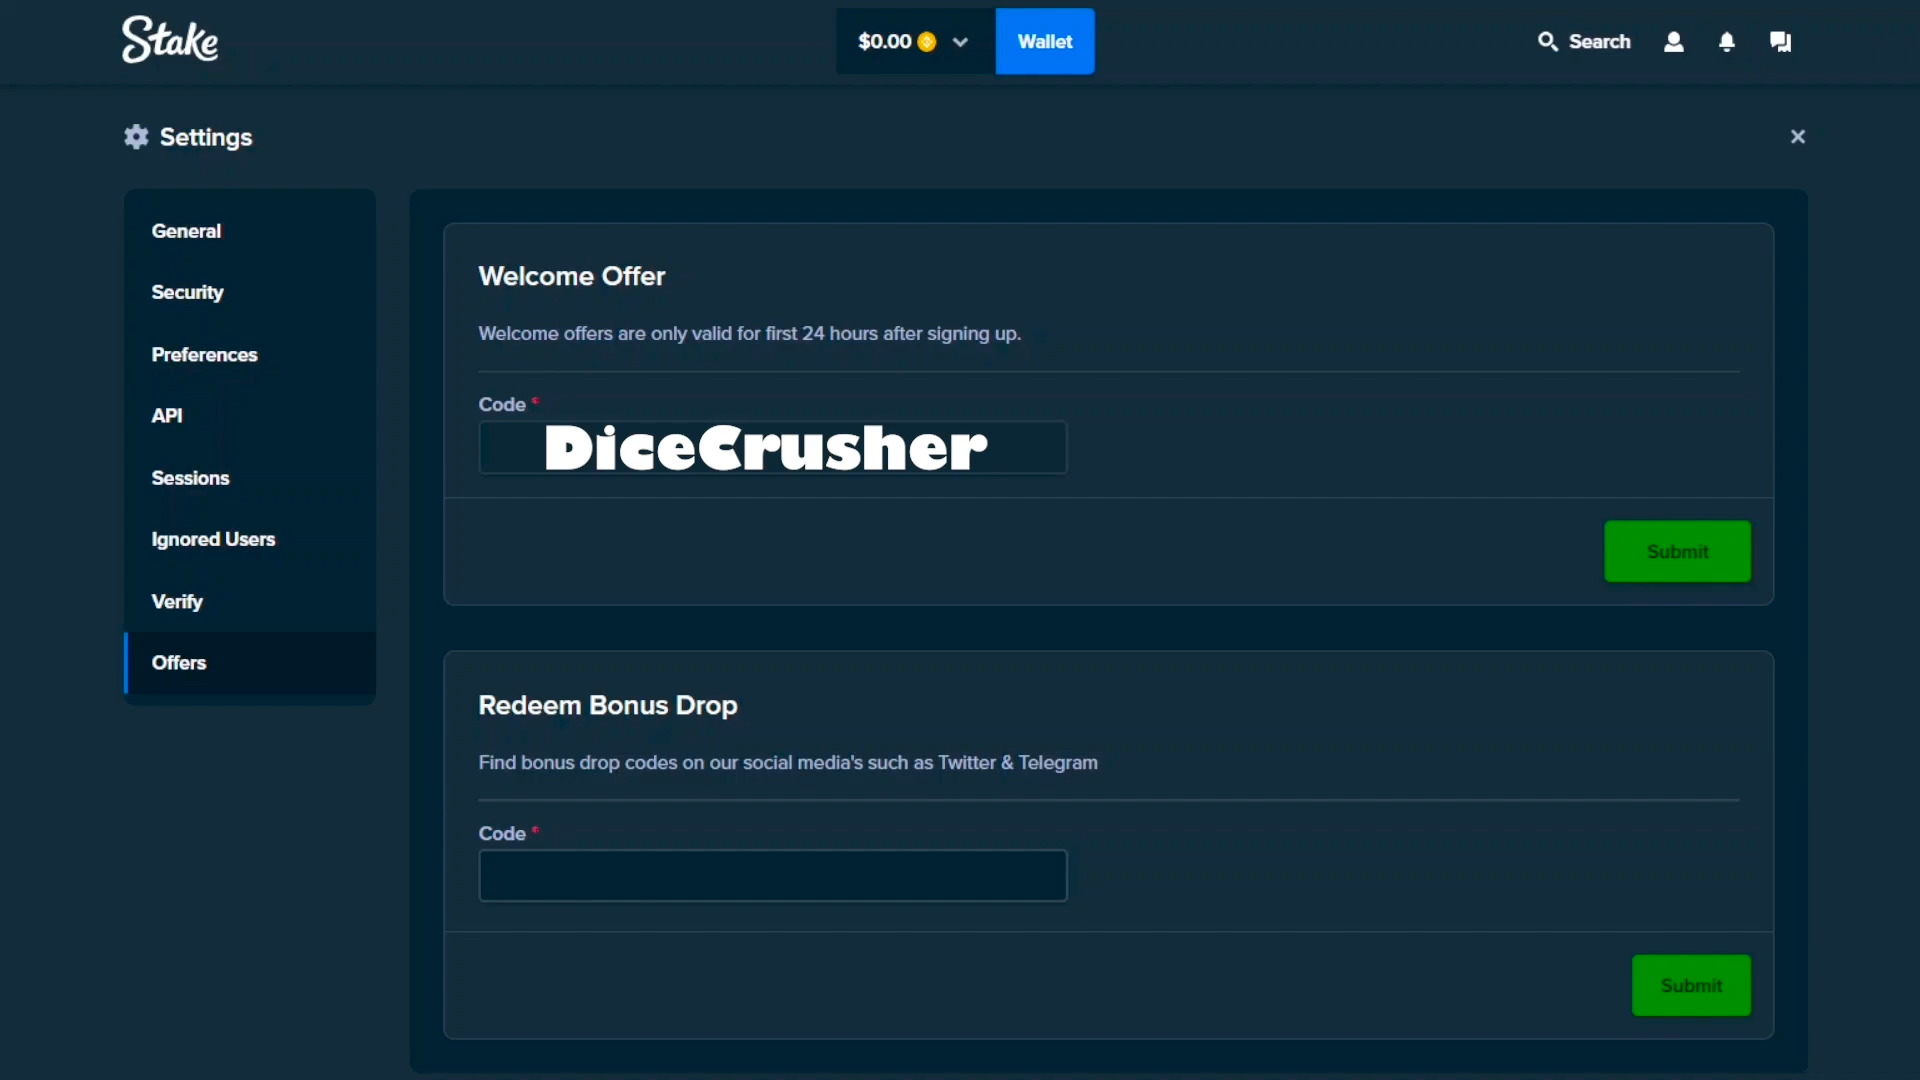 Stake
$0.00
Wallet
Search
Settings
General
Security
Preferences
API
Sessions
Ignored Users
Verify
Offers
Welcome Offer
Welcome offers are only valid for first 24 hours after signing up.
Code *
DiceCrusher
Submit
Redeem Bonus Drop
Find bonus drop codes on our social media's such as Twitter & Telegram
Code *
Submit